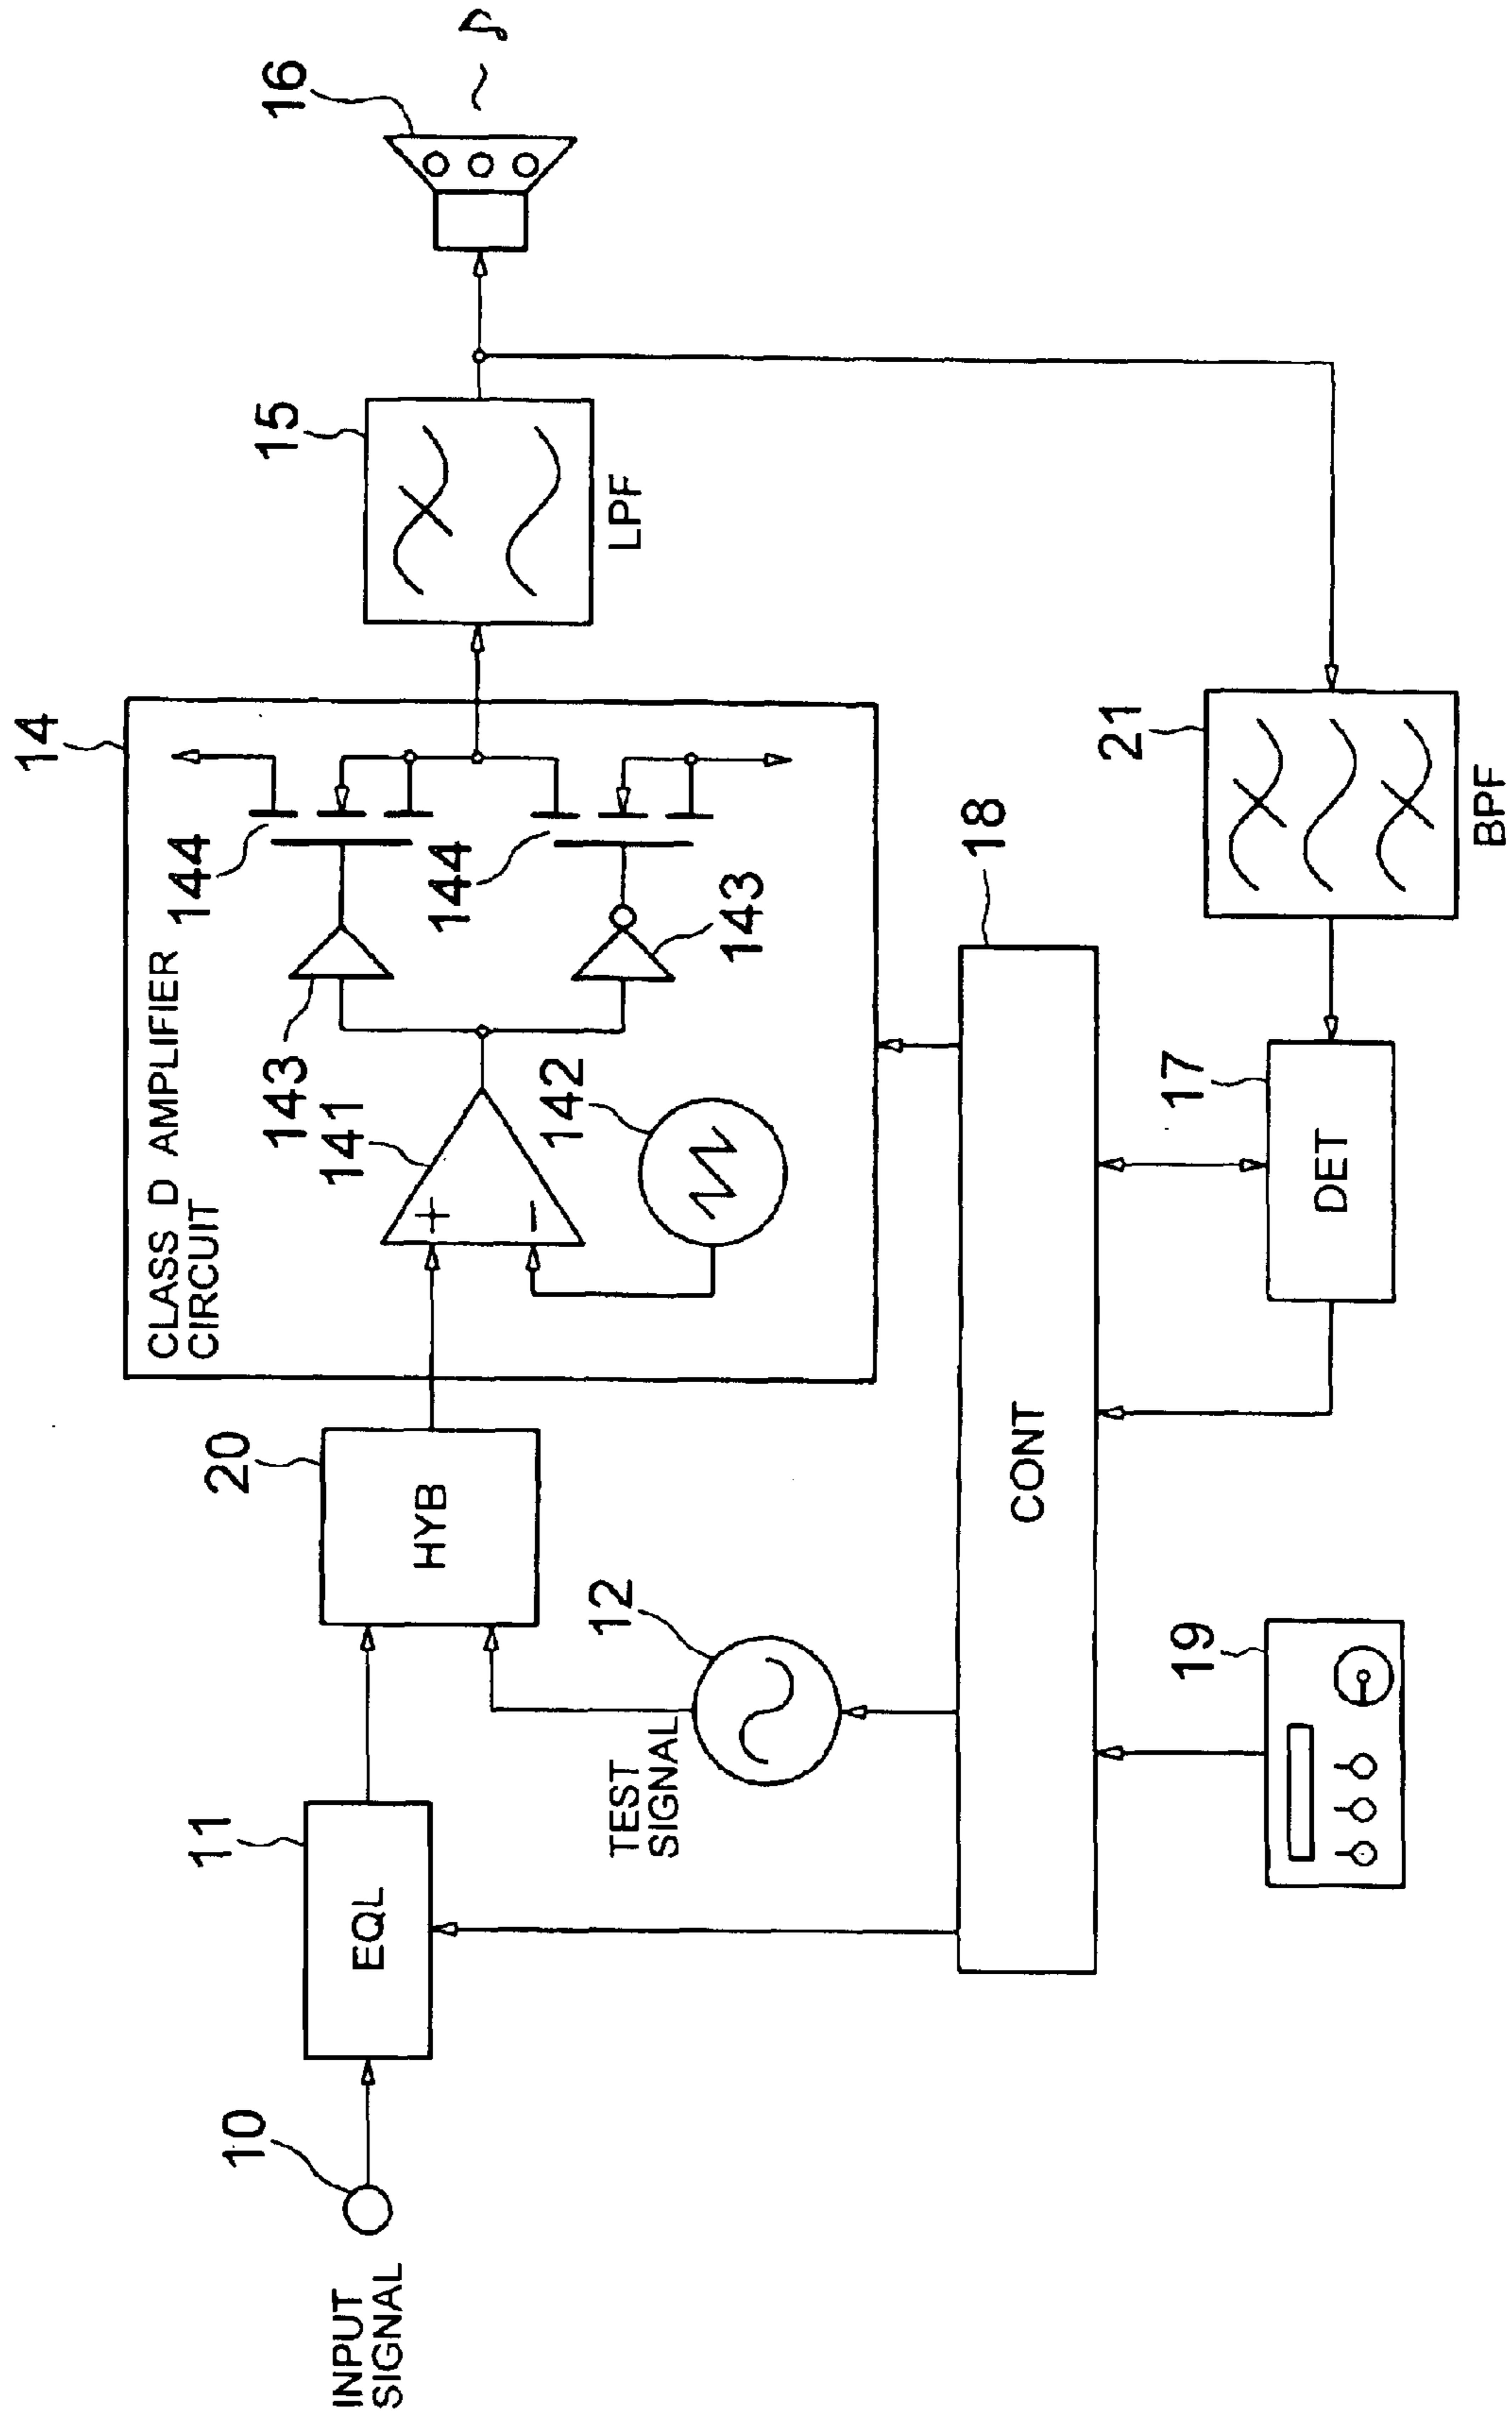 INPUT
SIGNAL
10
11
EQL
20
HYB
TEST
SIGNAL
12
14
CLASS D AMPLIFIER
CIRCUIT
141
+
−
142
143
143
144
144
15
LPF
16
CONT
18
19
DET
17
21
BPF